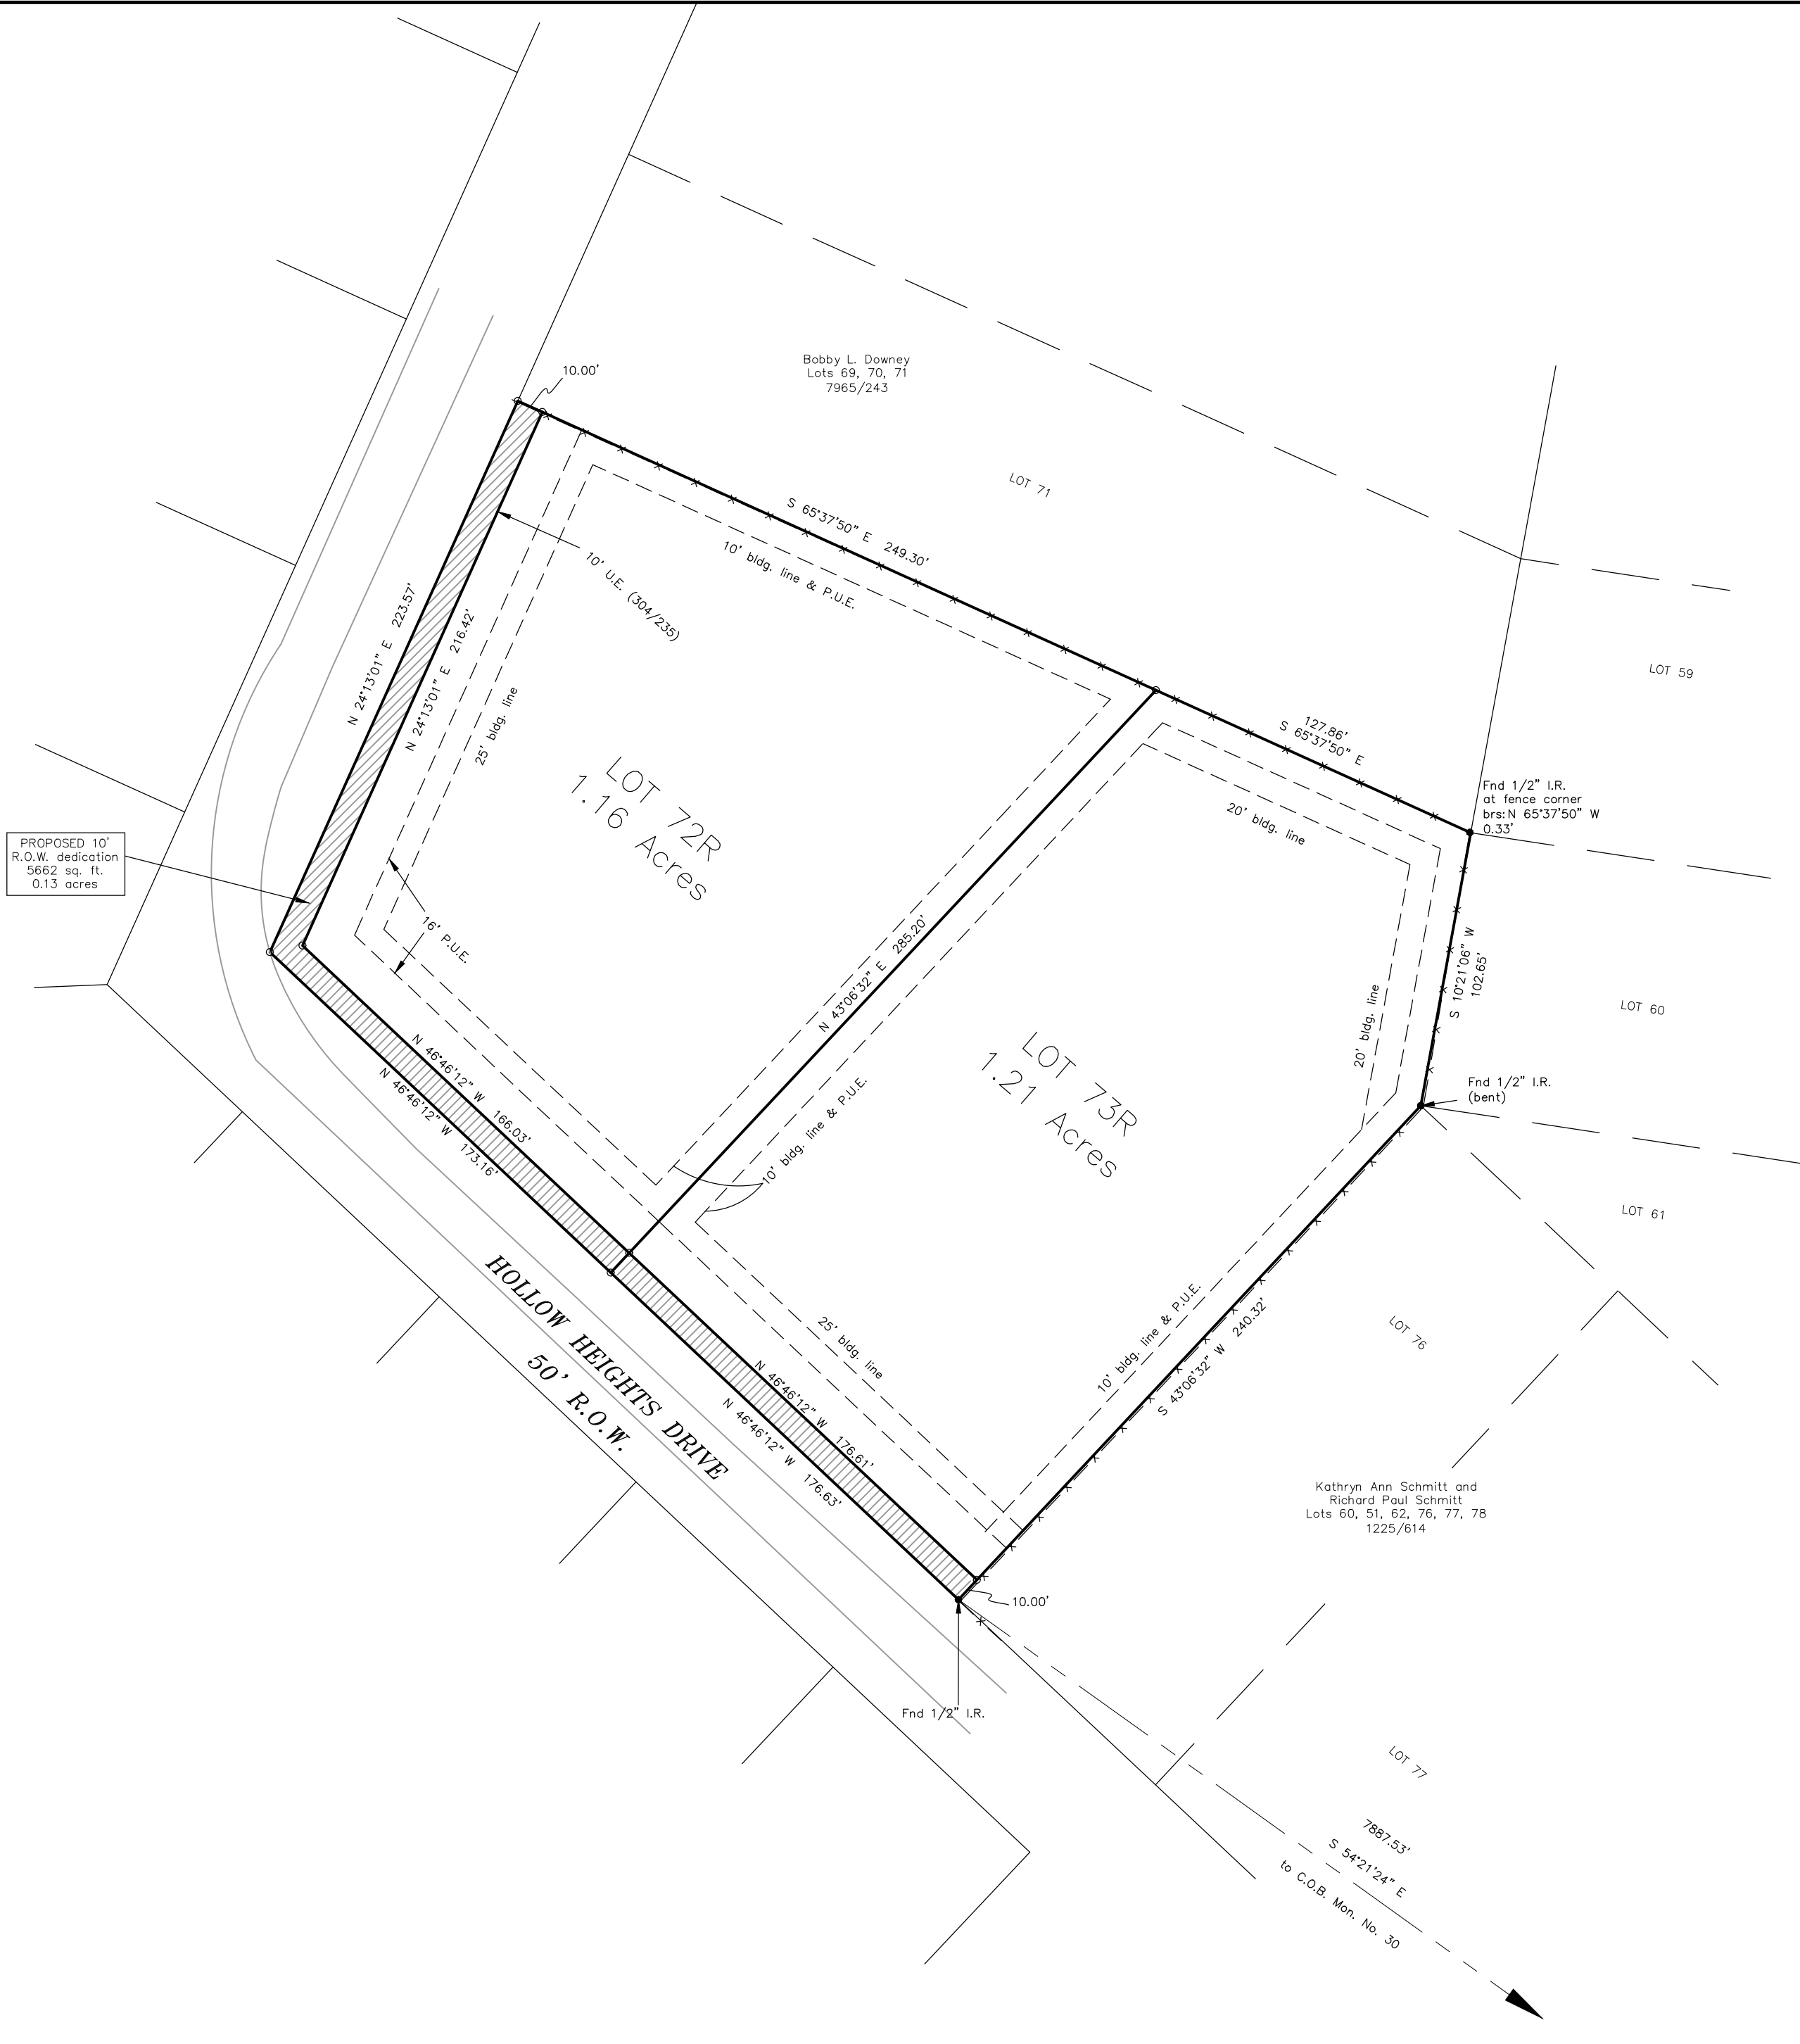 Bobby L. Downey
Lots 69, 70, 71
7965/243
10.00'
LOT 71
S 65°37'50" E 249.30'
10' bldg. line & P.U.E.
10' U.E. (304/235)
N 24°13'01" E 223.57'
N 24°13'01" E 216.42'
25' bldg. line
LOT 59
127.86'
S 65°37'50" E
Fnd 1/2" I.R.
at fence corner
brs:N 65°37'50" W
0.33'
20' bldg. line
LOT 72R
1.16 Acres
PROPOSED 10'
R.O.W. dedication
5662 sq. ft.
0.13 acres
16' P.U.E.
N 43°06'32" E 285.20'
S 10°21'06" W
102.65'
20' bldg. line
LOT 60
N 46°46'12" W 166.03'
N 46°46'12" W 173.16'
LOT 73R
1.21 Acres
Fnd 1/2" I.R.
(bent)
10' bldg. line & P.U.E.
LOT 61
HOLLOW HEIGHTS DRIVE
50' R.O.W.
25' bldg. line
10' bldg. line & P.U.E.
S 43°06'32" W 240.32'
LOT 76
N 46°46'12" W 176.61'
N 46°46'12" W 176.63'
Kathryn Ann Schmitt and
Richard Paul Schmitt
Lots 60, 51, 62, 76, 77, 78
1225/614
10.00'
Fnd 1/2" I.R.
LOT 77
7887.53'
S 54°21'24" E
to C.O.B. Mon. No. 30